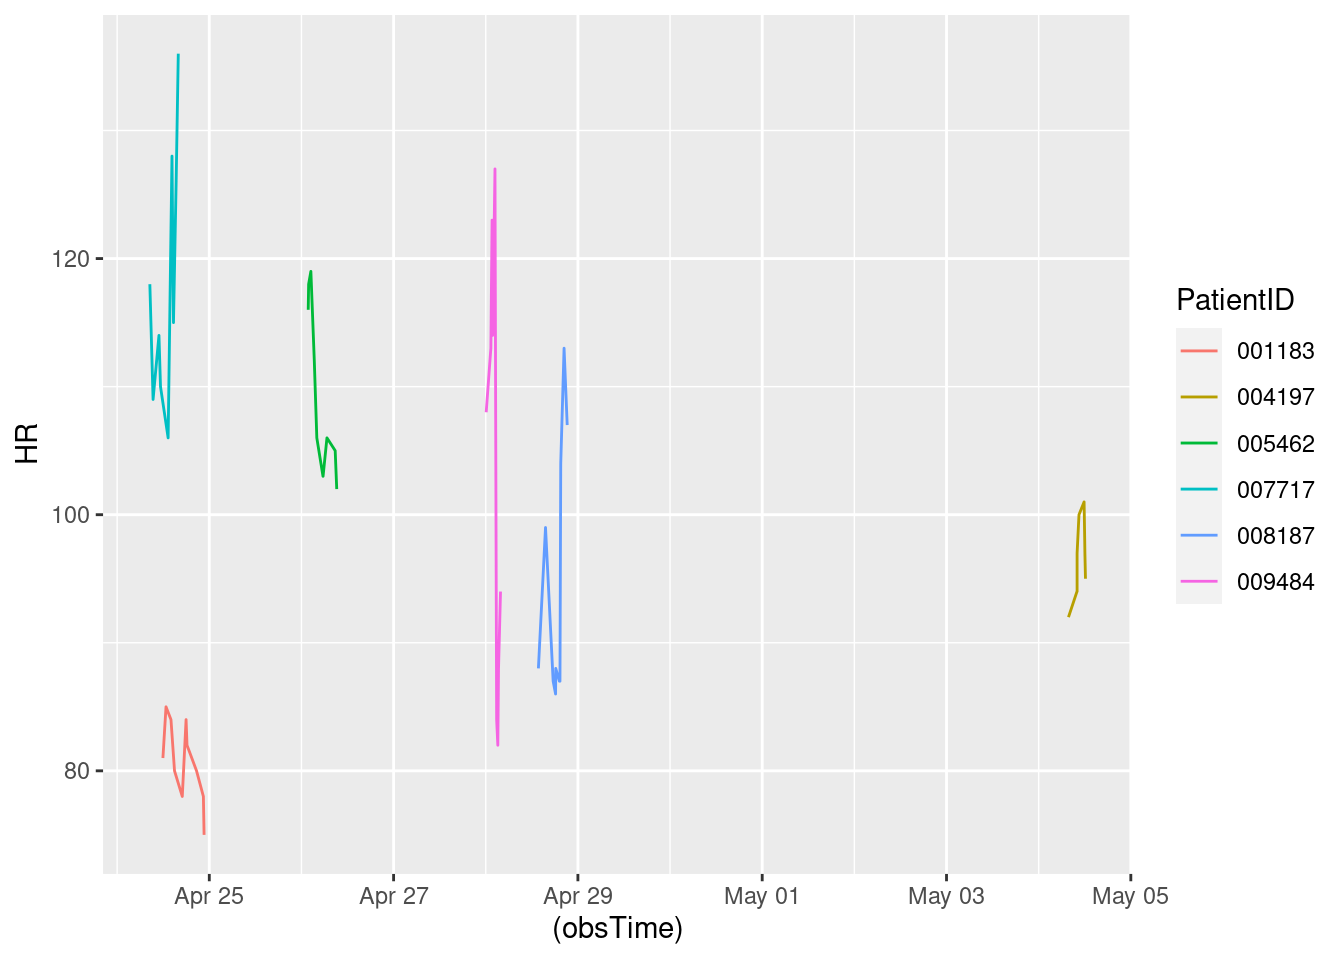 120
100
80
HR
Apr 25
Apr 27
Apr 29
May 01
May 03
May 05
(obsTime)
PatientID
001183
004197
005462
007717
008187
009484